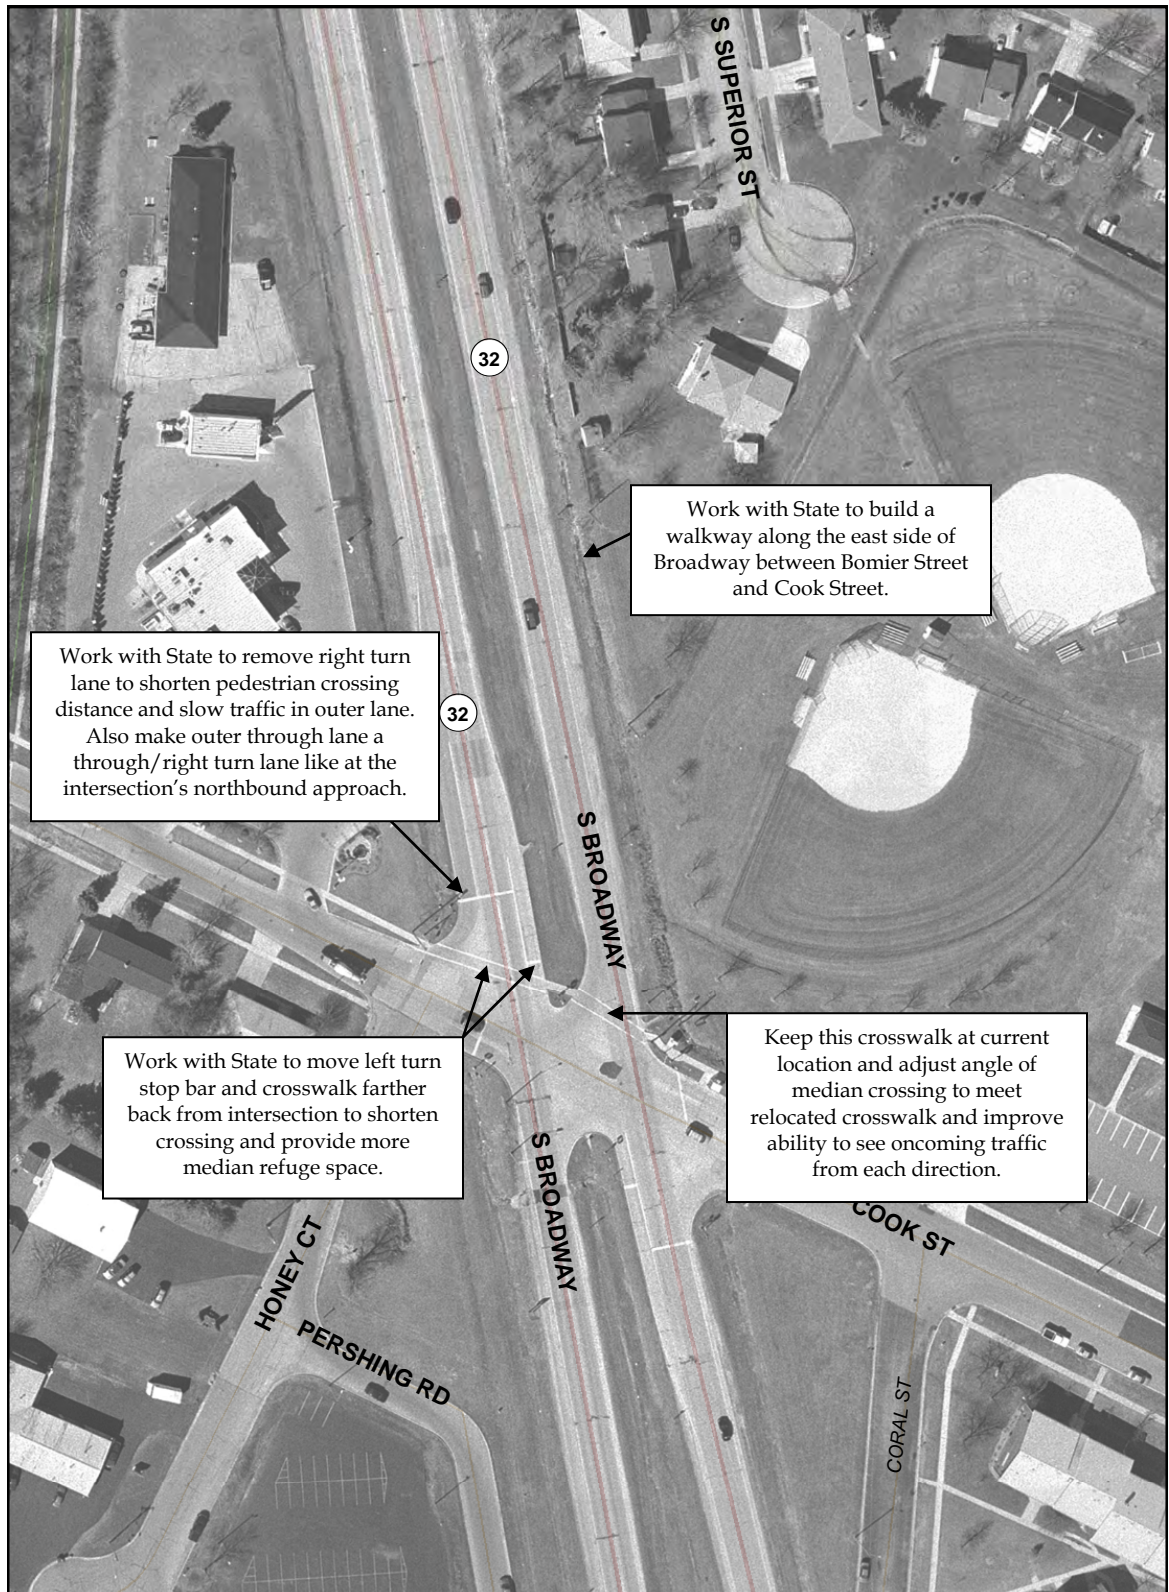 S SUPERIOR ST
32
Work with State to build a
walkway along the east side of
Broadway between Bomier Street
and Cook Street.
Work with State to remove right turn
lane to shorten pedestrian crossing
distance and slow traffic in outer lane.
Also make outer through lane a
through/right turn lane like at the
intersection's northbound approach.
32
S BROADWAY
Work with State to move left turn
stop bar and crosswalk farther
back from intersection to shorten
crossing and provide more
median refuge space.
Keep this crosswalk at current
location and adjust angle of
median crossing to meet
relocated crosswalk and improve
ability to see oncoming traffic
from each direction.
S BROADWAY
COOK ST
HONEY CT
PERSHING RD
CORAL ST